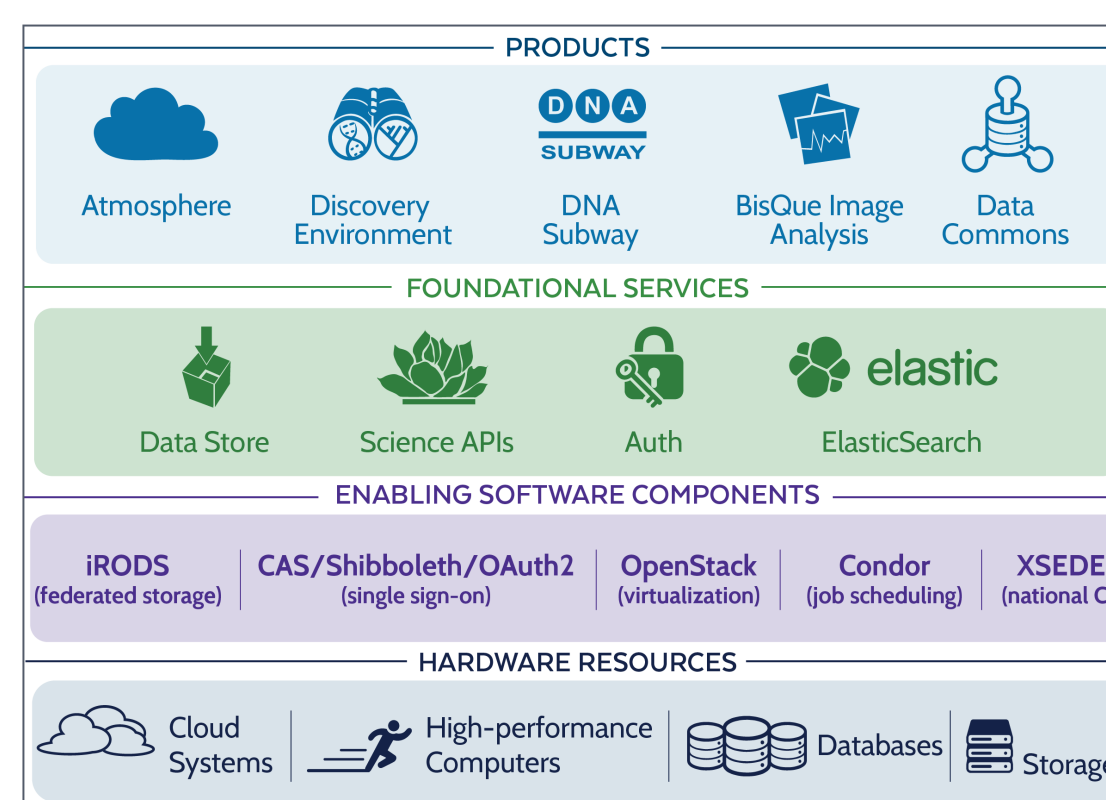 PRODUCTS
DNA
SUBWAY
Atmosphere
Discovery
Environment
DNA
Subway
BisQue Image
Analysis
Data
Commons
FOUNDATIONAL SERVICES
elastic
Data Store
Science APIs
Auth
ElasticSearch
ENABLING SOFTWARE COMPONENTS
iRODS
(federated storage)
CAS/Shibboleth/OAuth2
(single sign-on)
OpenStack
(virtualization)
Condor
(job scheduling)
XSEDE
(national
HARDWARE RESOURCES
Cloud
Systems
High-performance
Computers
Databases
Storage